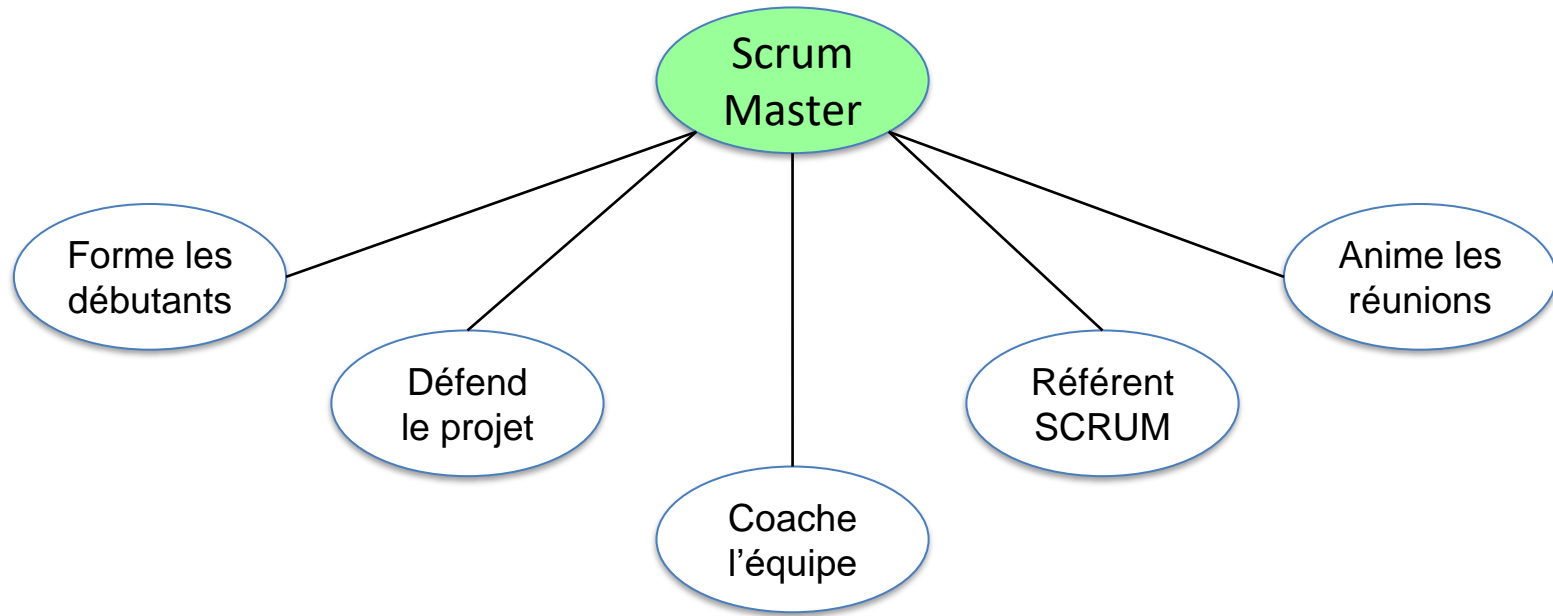 Scrum
Master
Forme les
débutants
Anime les
réunions
Défend
le projet
Référent
SCRUM
Coache
l’équipe